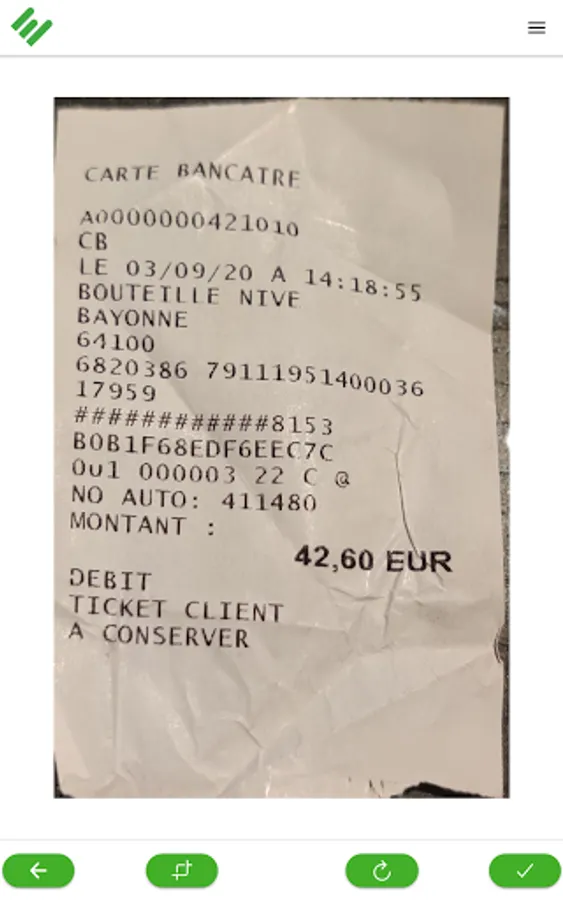 CARTE BANCAIRE
A0000000421010
CB
LE 03/09/20 A 14:18:55
BOUTEILLE NIVE
BAYONNE
64100
6820386 79111951400036
17959
############8153
B0B1F68EDF6EEC7C
0u1 000003 22 C @
NO AUTO: 411480
MONTANT :
42,60 EUR
DEBIT
TICKET CLIENT
A CONSERVER